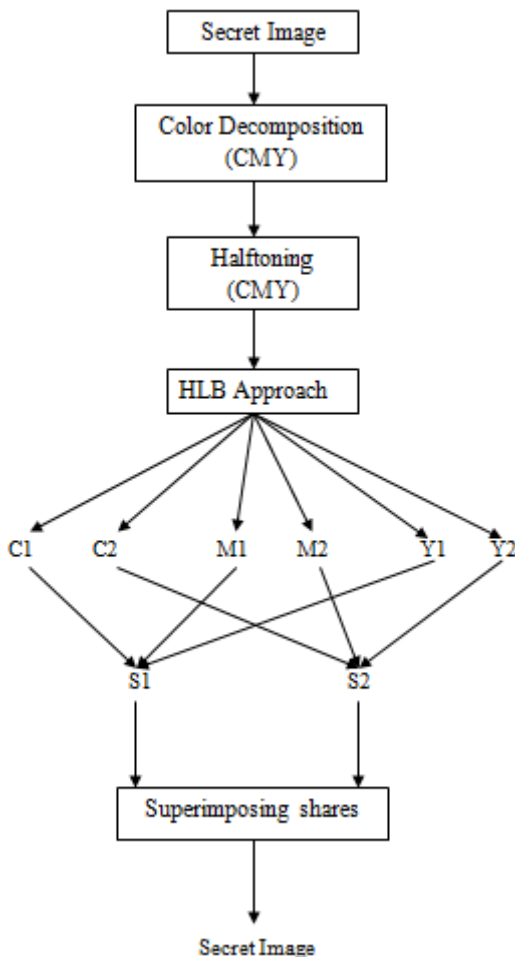 Secret Image
Color Decomposition
(CMY)
Halftoning
(CMY)
HLB Approach
C1 C2 M1 M2 Y1 Y2
S1 S2
Superimposing shares
Secret Image